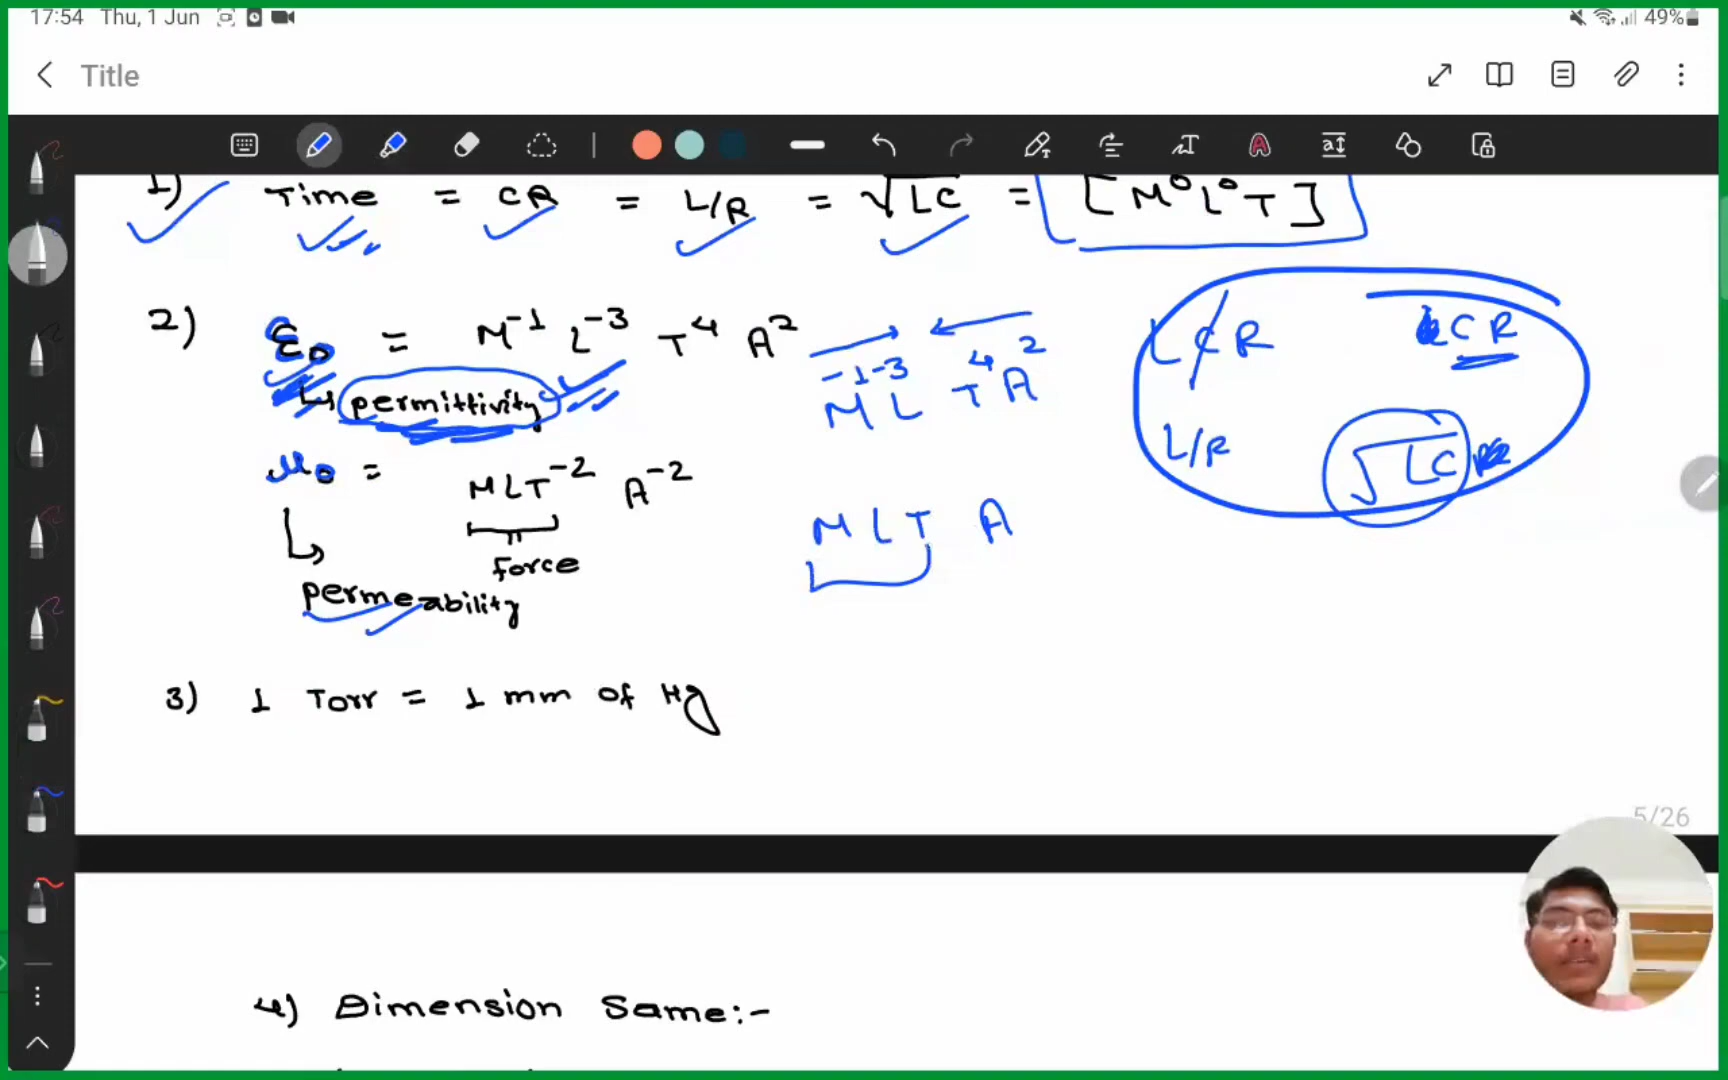 17:54 Thu, 1 Jun 49%
Title
1) Time = CR = L/R = √LC = [M⁰L⁰T]
2) ε₀ = M⁻¹ L⁻³ T⁴ A²
↳ permittivity
M⁻¹ L⁻³ T⁴ A²
L C R CR
L/R √LC
μ₀ = MLT⁻² A⁻²
Force
permeability
M L T A
3) 1 Torr = 1 mm of Hg
5/26
4) Dimension Same:-